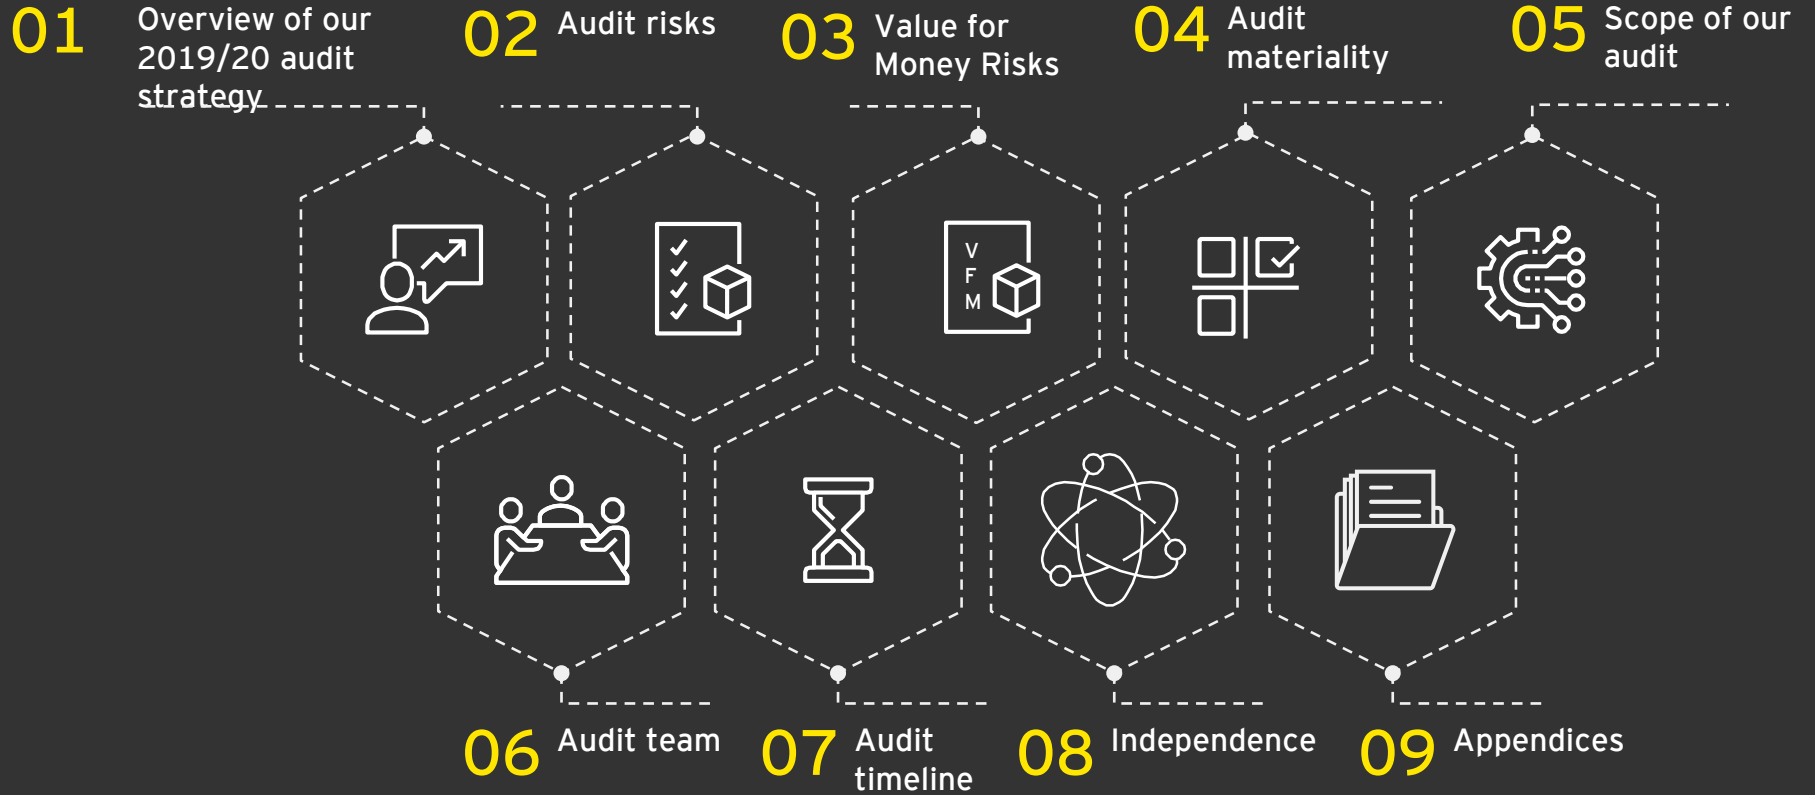 01 Overview of our
2019/20 audit
strategy
02 Audit risks
03 Value for
Money Risks
04 Audit
materiality
05 Scope of our
audit
V
F
M
06 Audit team
07 Audit
timeline
08 Independence
09 Appendices